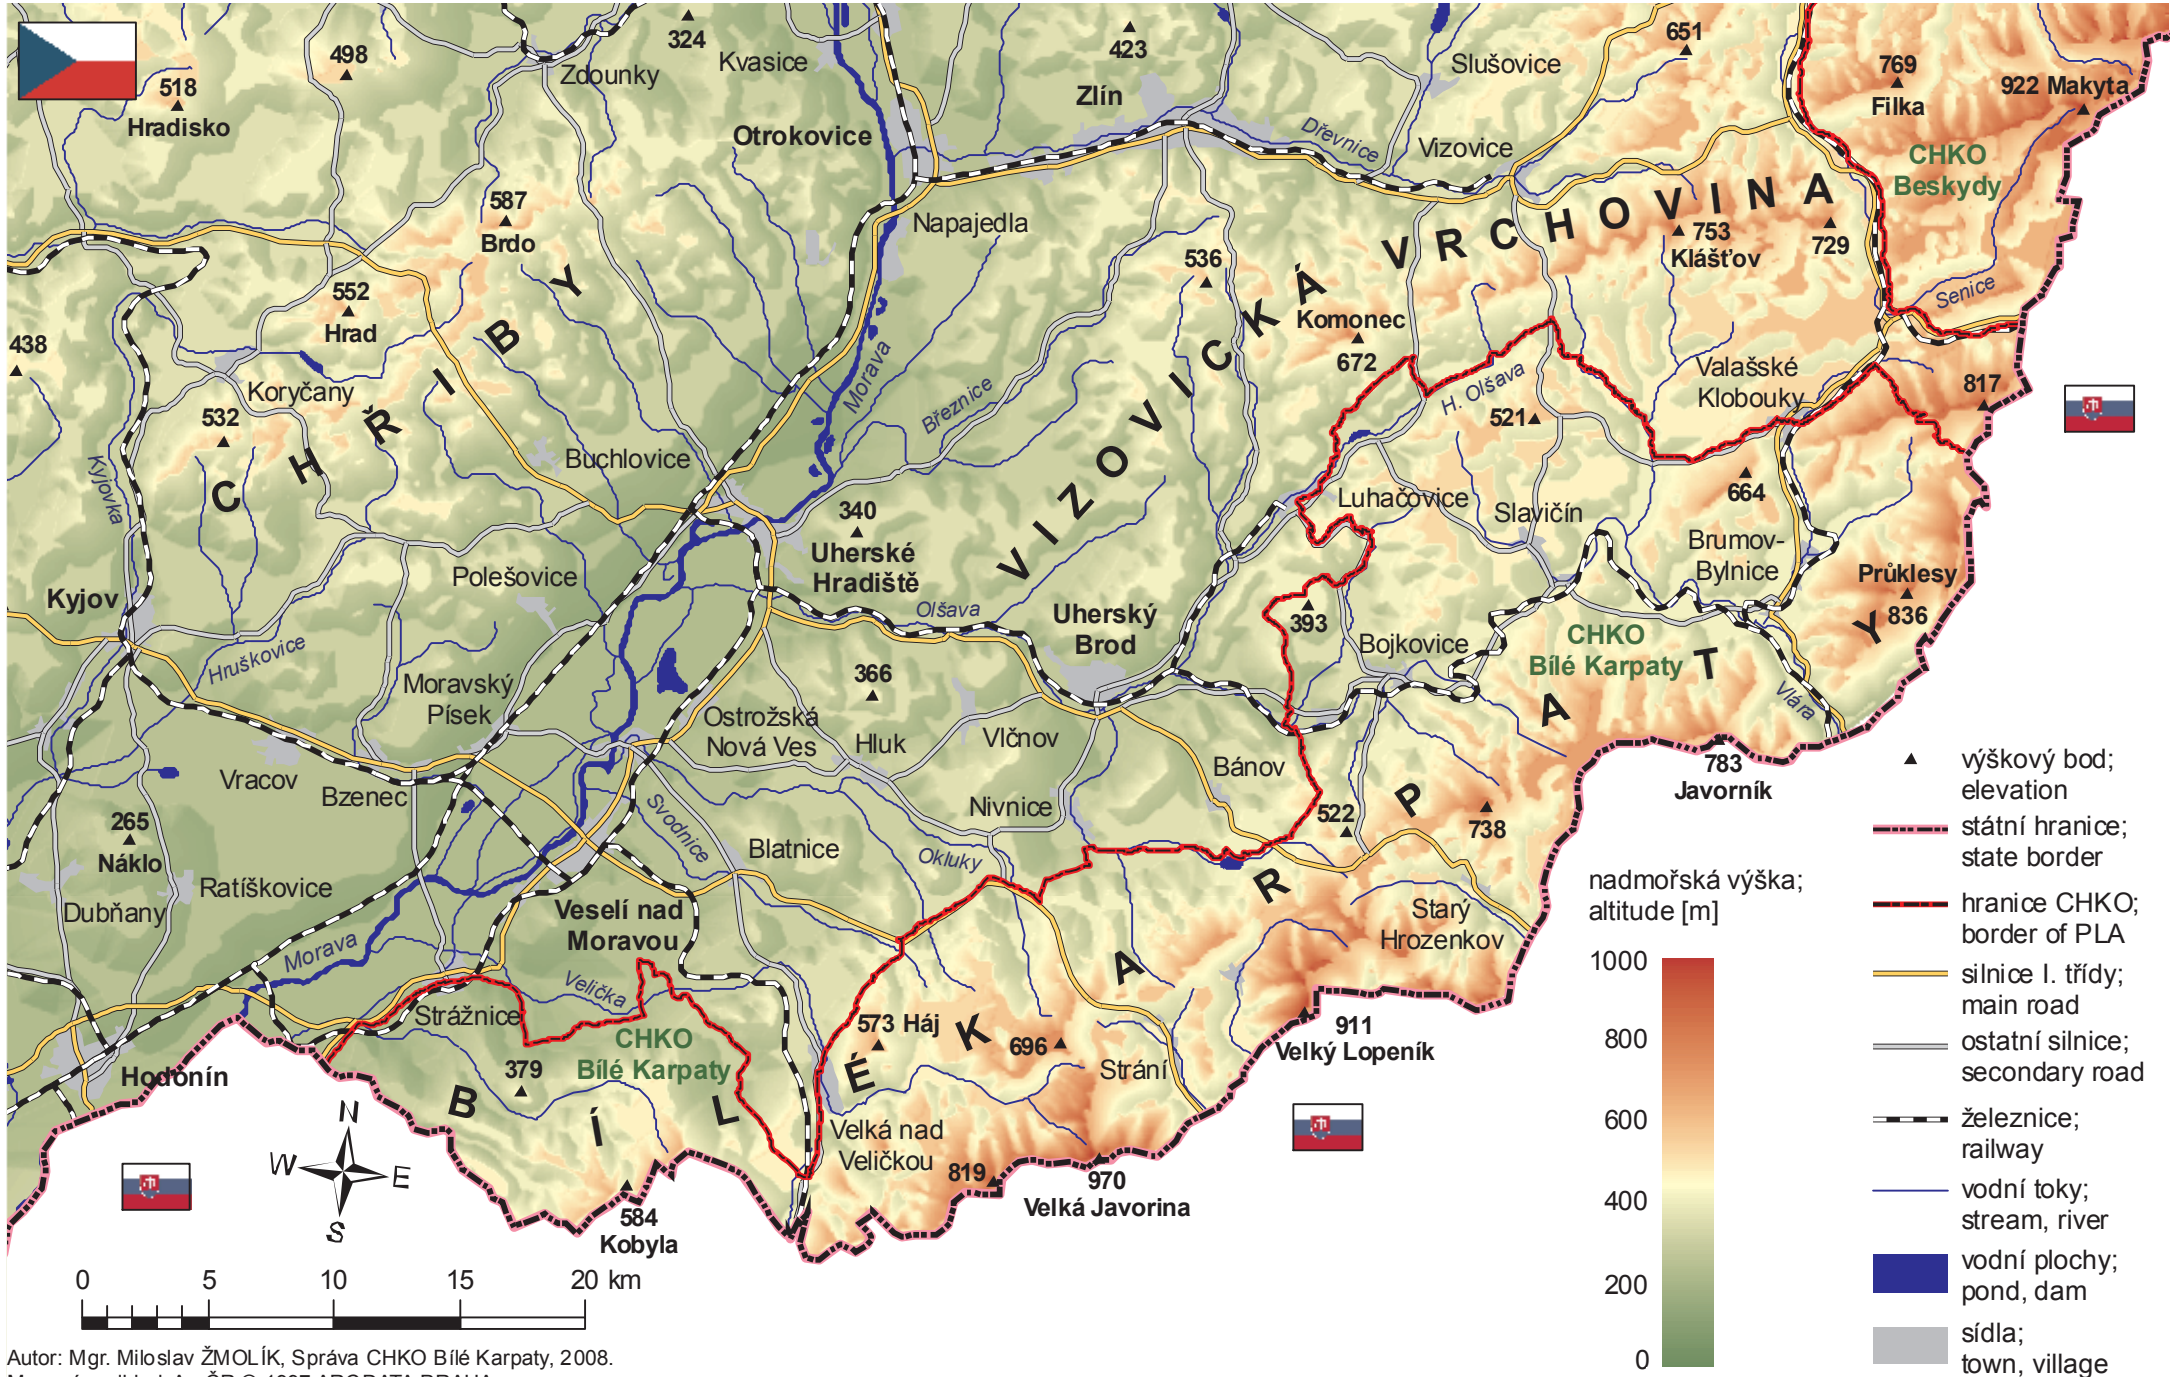 518
Hradisko
498
324
Zdounky
Kvasice
423
Zlín
Slušovice
651
769
Filka
922 Makyta
Otrokovice
Dřevnice
Vizovice
CHKO
Beskydy
587
Brdo
Napajedla
536
VIZOVICKÁ VRCHOVINA
753
Klášťov
729
Senice
552
Hrad
438
Komonec
672
Morava
Březnice
H. Olšava
521
Valašské
Klobouky
817
Koryčany
532
CHŘIBY
Buchlovice
Kyjovka
340
Uherské
Hradiště
Luhačovice
Slavičín
664
Brumov-
Bylnice
Průklesy
836
Polešovice
Kyjov
Olšava
Uherský
Brod
393
Bojkovice
CHKO
Bílé Karpaty
Hruškovice
Moravský
Písek
366
Ostrožská
Nová Ves
Hluk
Vlčnov
Vlára
Vracov
Bzenec
Bánov
783
Javorník
265
Náklo
Svodnice
Nivnice
522
738
Blatnice
Okluky
Ratíškovice
Dubňany
Veselí nad
Moravou
Starý
Hrozenkov
Morava
Velička
Strážnice
CHKO
Bílé Karpaty
573 Háj
696
911
Velký Lopeník
Strání
379
Hodonín
BÍLÉ KARPATY
Velká nad
Veličkou
819
970
Velká Javorina
584
Kobyla
N
W
E
S
0 5 10 15 20 km
Autor: Mgr. Miloslav ŽMOLÍK, Správa CHKO Bílé Karpaty, 2008.
nadmořská výška;
altitude [m]
1000
800
600
400
200
0
výškový bod;
elevation
státní hranice;
state border
hranice CHKO;
border of PLA
silnice I. třídy;
main road
ostatní silnice;
secondary road
železnice;
railway
vodní toky;
stream, river
vodní plochy;
pond, dam
sídla;
town, village